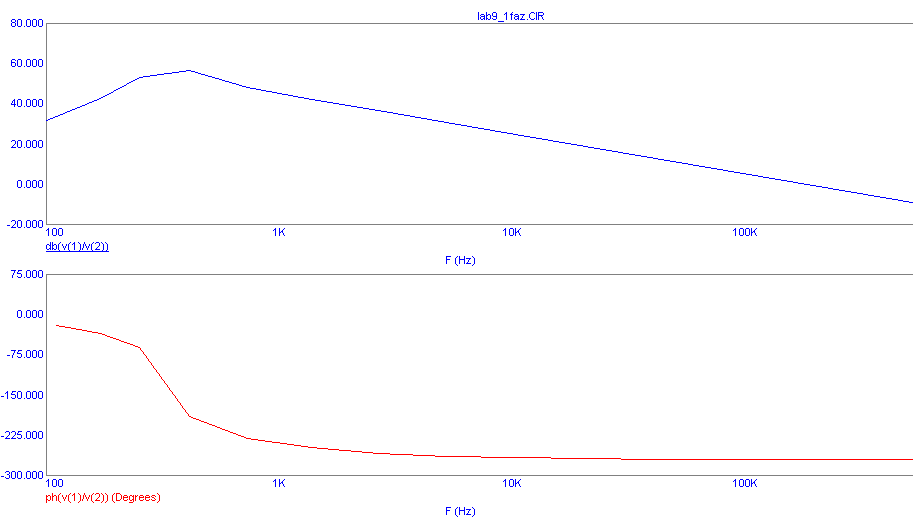 lab9_1faz.CIR
80.000
60.000
40.000
20.000
0.000
-20.000
100 1K 10K 100K
db(v(1)/v(2))
F (Hz)
75.000
0.000
-75.000
-150.000
-225.000
-300.000
100 1K 10K 100K
ph(v(1)/v(2)) (Degrees)
F (Hz)